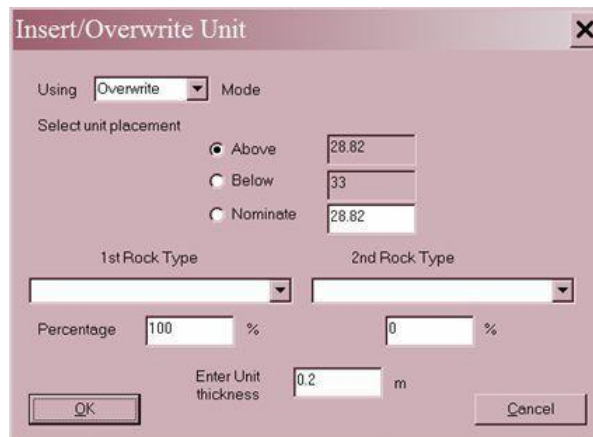 Insert/Overwrite Unit
Using Overwrite Mode
Select unit placement
Above 28.82
Below 33
Nominate 28.82
1st Rock Type 2nd Rock Type
Percentage 100 % 0 %
Enter Unit
thickness 0.2 m
OK Cancel